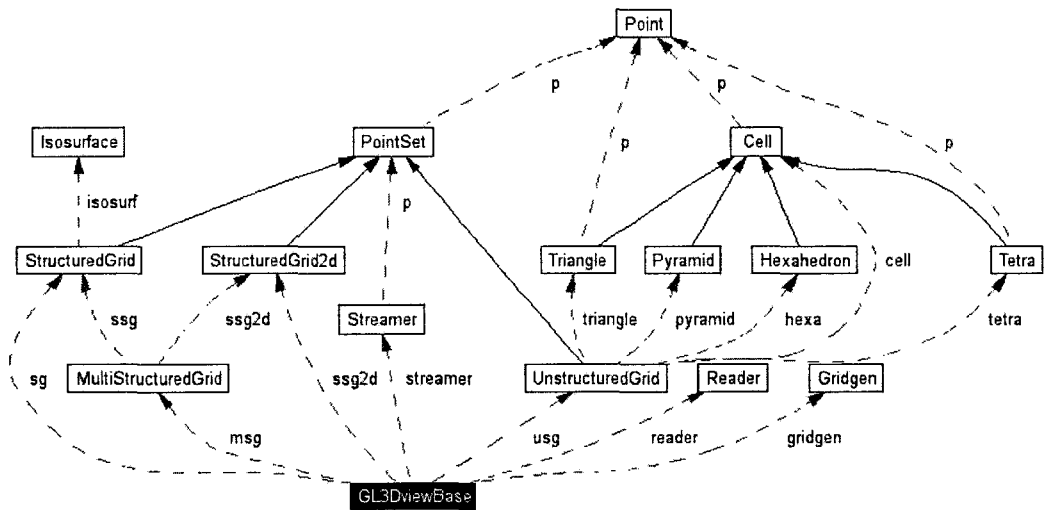 Point
p
p
Isosurface
PointSet
Cell
p
p
isosurf
p
StructuredGrid
StructuredGrid2d
Triangle
Pyramid
Hexahedron
cell
Tetra
ssg
ssg2d
Streamer
triangle
pyramid
hexa
tetra
sg
MultiStructuredGrid
ssg2d
streamer
UnstructuredGrid
Reader
Gridgen
msg
usg
reader
gridgen
GL3DviewBase